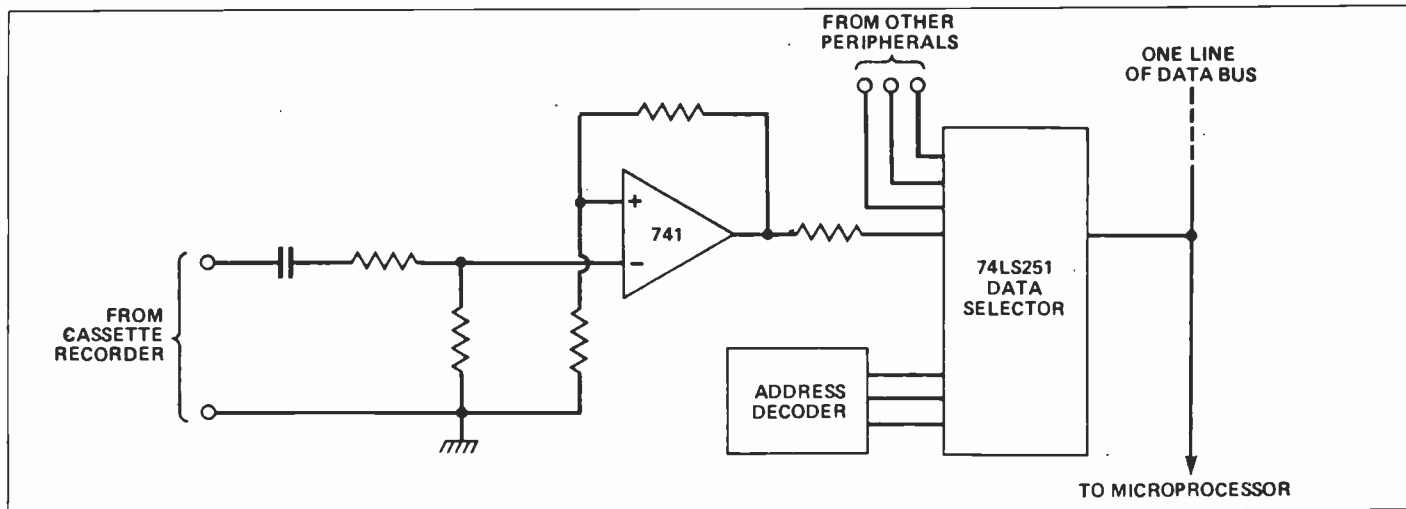 FROM OTHER
PERIPHERALS
ONE LINE
OF DATA BUS
+
741
−
74LS251
DATA
SELECTOR
FROM
CASSETTE
RECORDER
ADDRESS
DECODER
TO MICROPROCESSOR